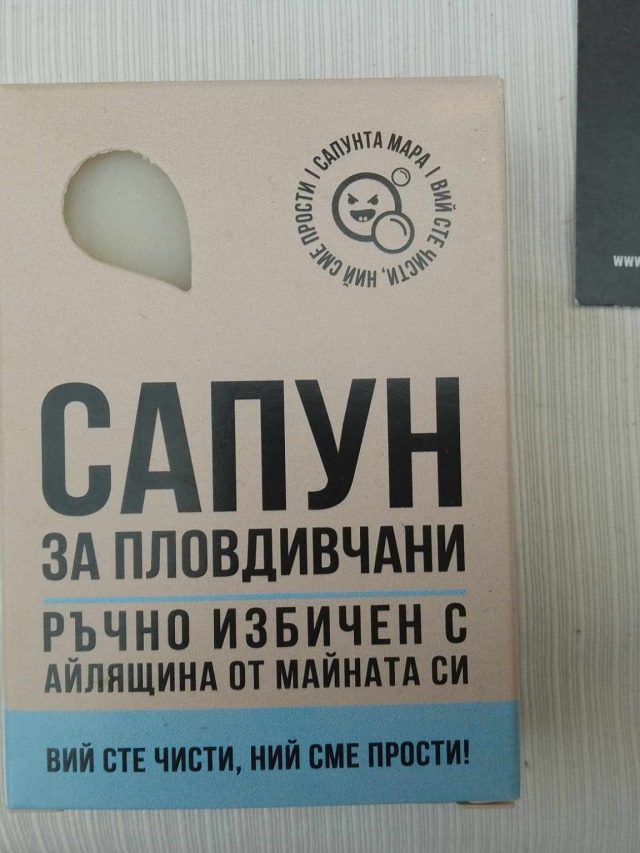 САПУНТА МАРА | ВИЙ СТЕ ЧИСТИ, НИЙ СМЕ ПРОСТИ |
САПУН
ЗА ПЛОВДИВЧАНИ
РЪЧНО ИЗБИЧЕН С
АЙЛЯЩИНА ОТ МАЙНАТА СИ
ВИЙ СТЕ ЧИСТИ, НИЙ СМЕ ПРОСТИ!
www